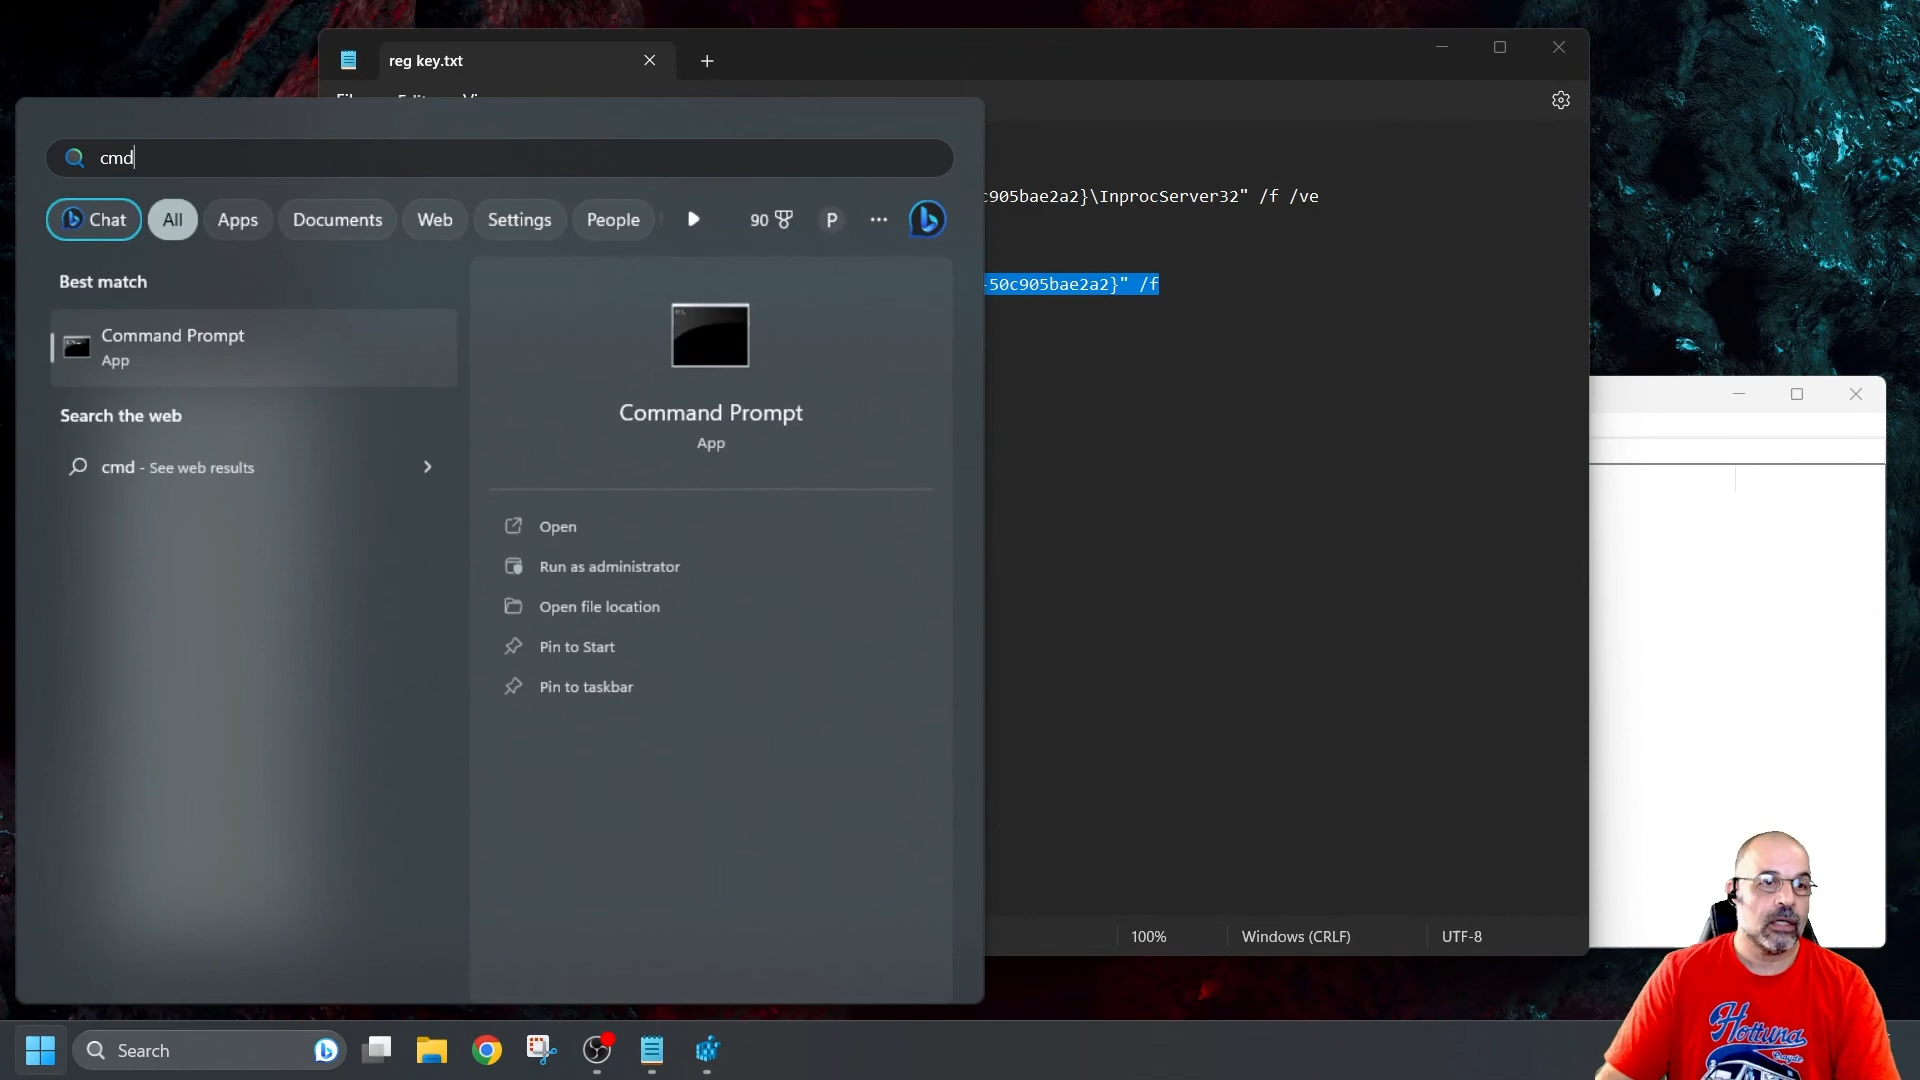 reg key.txt
cmd
c905bae2a2}\InprocServer32" /f /ve
Chat
All
Apps
Documents
Web
Settings
People
90
P
Best match
-50c905bae2a2}" /f
Command Prompt
App
Search the web
cmd - See web results
Command Prompt
App
Open
Run as administrator
Open file location
Pin to Start
Pin to taskbar
100%
Windows (CRLF)
UTF-8
Search
Hottuna